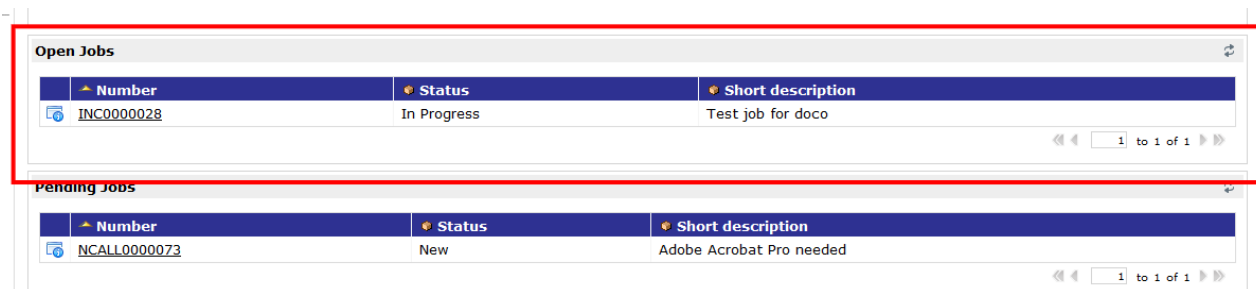 Open Jobs
Number Status Short description
INC0000028 In Progress Test job for doco
1 to 1 of 1
Pending Jobs
Number Status Short description
NCALL0000073 New Adobe Acrobat Pro needed
1 to 1 of 1